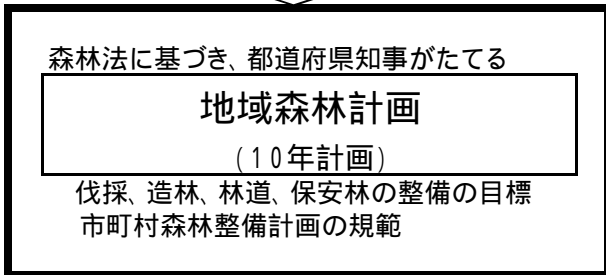 森林法に基づき、都道府県知事がたてる
地域森林計画
(10年計画)
伐採、造林、林道、保安林の整備の目標
市町村森林整備計画の規範